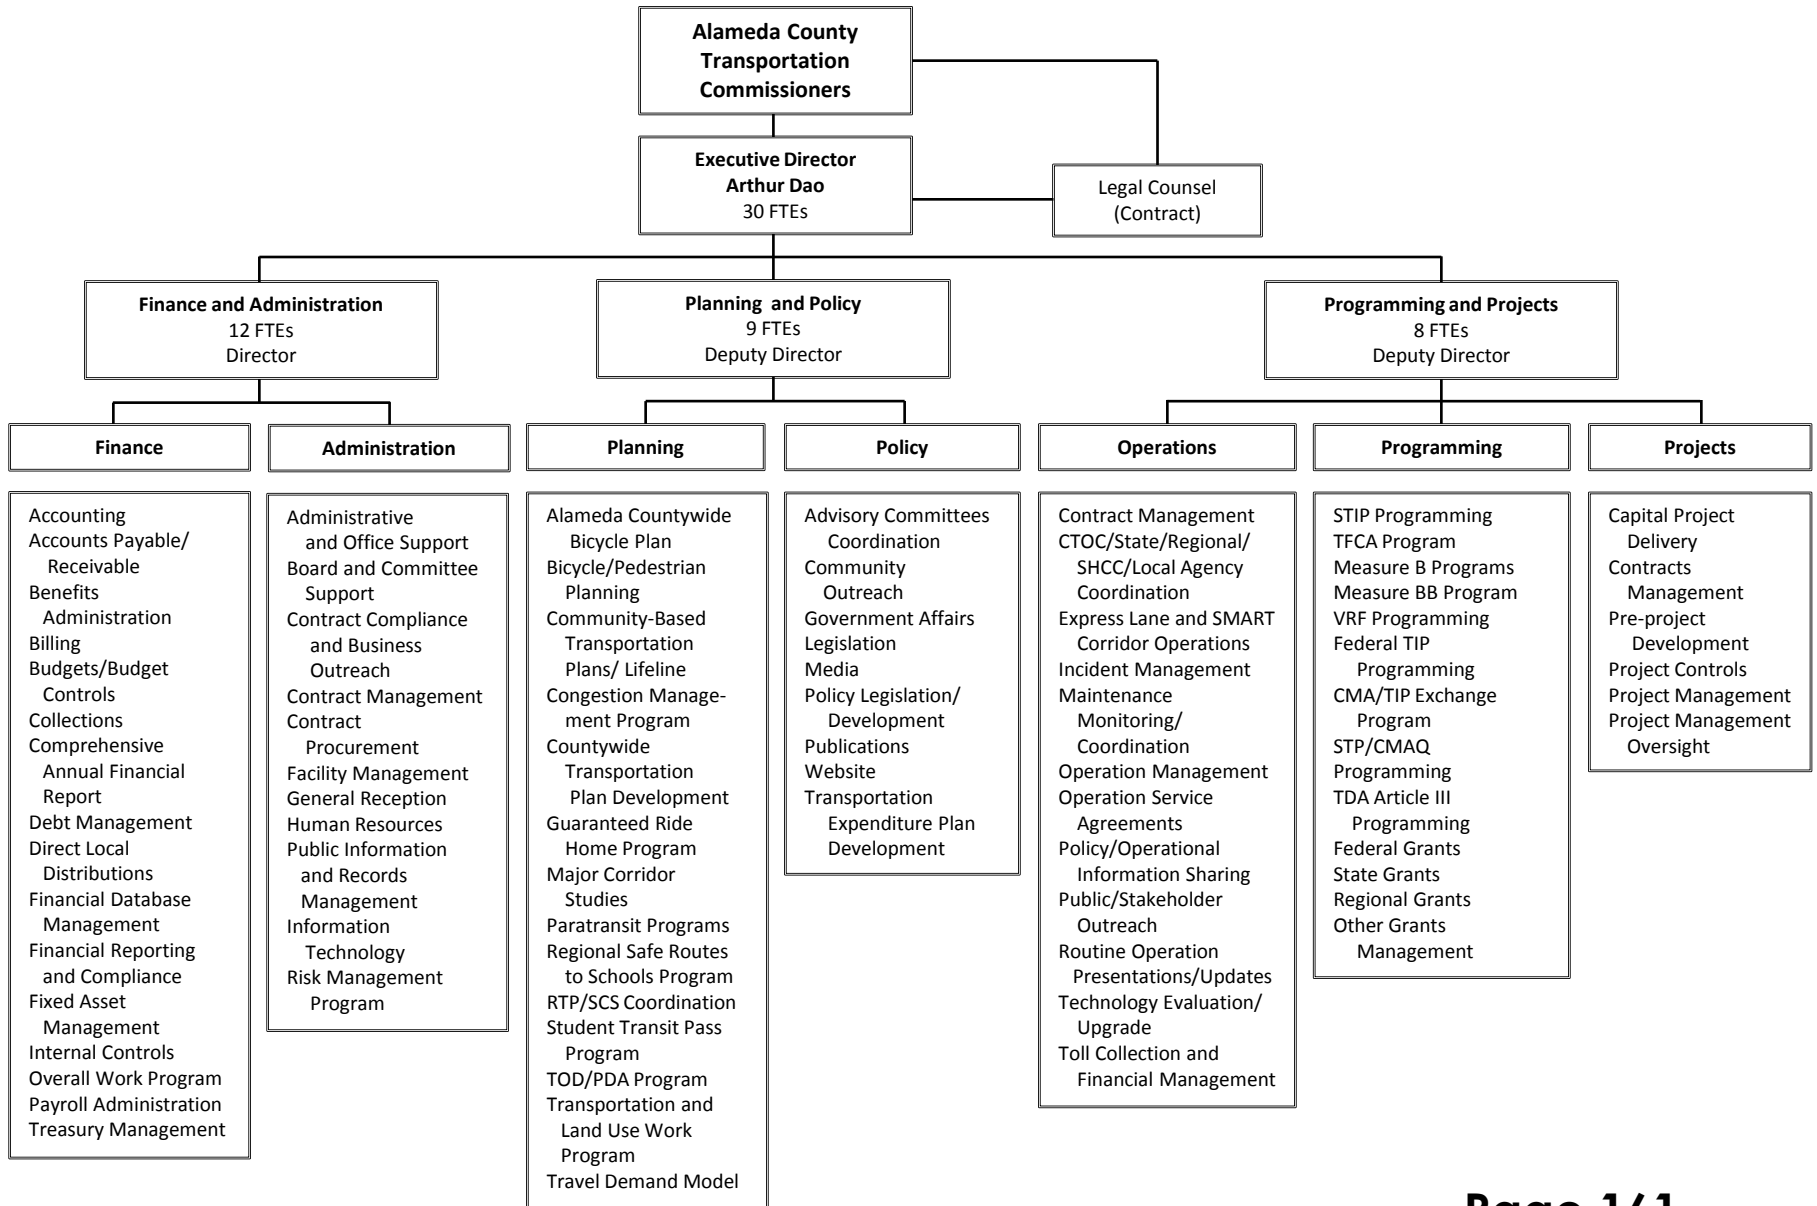 Alameda County
Transportation
Commissioners
Executive Director
Arthur Dao
30 FTEs
Legal Counsel
(Contract)
Finance and Administration
12 FTEs
Director
Planning and Policy
9 FTEs
Deputy Director
Programming and Projects
8 FTEs
Deputy Director
Finance
Administration
Planning
Policy
Operations
Programming
Projects
Accounting
Accounts Payable/
Receivable
Benefits
Administration
Billing
Budgets/Budget
Controls
Collections
Comprehensive
Annual Financial
Report
Debt Management
Direct Local
Distributions
Financial Database
Management
Financial Reporting
and Compliance
Fixed Asset
Management
Internal Controls
Overall Work Program
Payroll Administration
Treasury Management
Administrative
and Office Support
Board and Committee
Support
Contract Compliance
and Business
Outreach
Contract Management
Contract
Procurement
Facility Management
General Reception
Human Resources
Public Information
and Records
Management
Information
Technology
Risk Management
Program
Alameda Countywide
Bicycle Plan
Bicycle/Pedestrian
Planning
Community-Based
Transportation
Plans/ Lifeline
Congestion Manage-
ment Program
Countywide
Transportation
Plan Development
Guaranteed Ride
Home Program
Major Corridor
Studies
Paratransit Programs
Regional Safe Routes
to Schools Program
RTP/SCS Coordination
Student Transit Pass
Program
TOD/PDA Program
Transportation and
Land Use Work
Program
Travel Demand Model
Advisory Committees
Coordination
Community
Outreach
Government Affairs
Legislation
Media
Policy Legislation/
Development
Publications
Website
Transportation
Expenditure Plan
Development
Contract Management
CTOC/State/Regional/
SHCC/Local Agency
Coordination
Express Lane and SMART
Corridor Operations
Incident Management
Maintenance
Monitoring/
Coordination
Operation Management
Operation Service
Agreements
Policy/Operational
Information Sharing
Public/Stakeholder
Outreach
Routine Operation
Presentations/Updates
Technology Evaluation/
Upgrade
Toll Collection and
Financial Management
STIP Programming
TFCA Program
Measure B Programs
Measure BB Program
VRF Programming
Federal TIP
Programming
CMA/TIP Exchange
Program
STP/CMAQ
Programming
TDA Article III
Programming
Federal Grants
State Grants
Regional Grants
Other Grants
Management
Capital Project
Delivery
Contracts
Management
Pre-project
Development
Project Controls
Project Management
Project Management
Oversight
Page